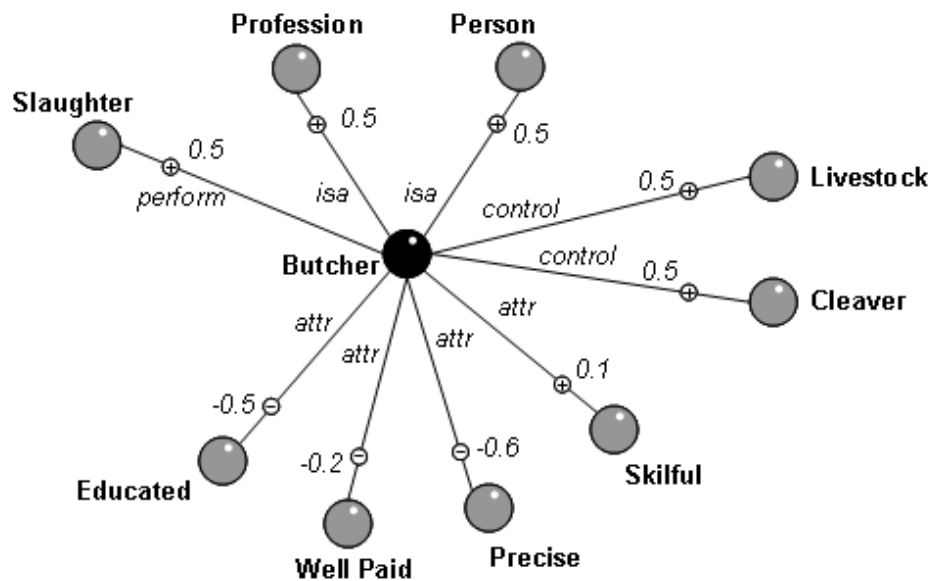 Profession
Person
Slaughter
0.5
perform
0.5
isa
0.5
isa
0.5
control
Livestock
control
0.5
Cleaver
Butcher
attr
attr
attr
attr
-0.5
-0.2
-0.6
0.1
Educated
Well Paid
Precise
Skilful